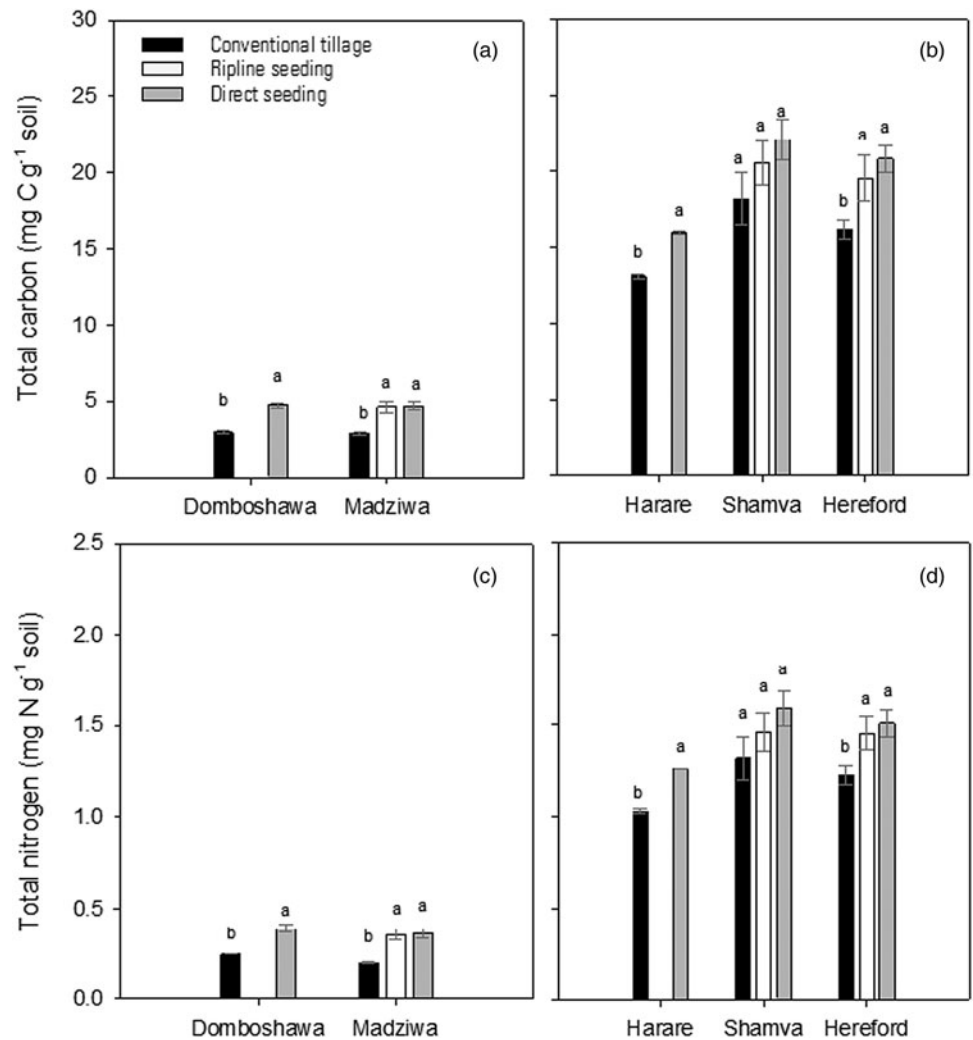 30
25
20
15
10
5
0
Total carbon (mg C g⁻¹ soil)
Conventional tillage
Ripline seeding
Direct seeding
(a)
b
a
b
a
a
Domboshawa
Madziwa
(b)
b
a
a
a
a
b
a
a
Harare
Shamva
Hereford
2.5
2.0
1.5
1.0
0.5
0.0
Total nitrogen (mg N g⁻¹ soil)
(c)
b
a
b
a
a
Domboshawa
Madziwa
(d)
b
a
a
a
a
b
a
a
Harare
Shamva
Hereford